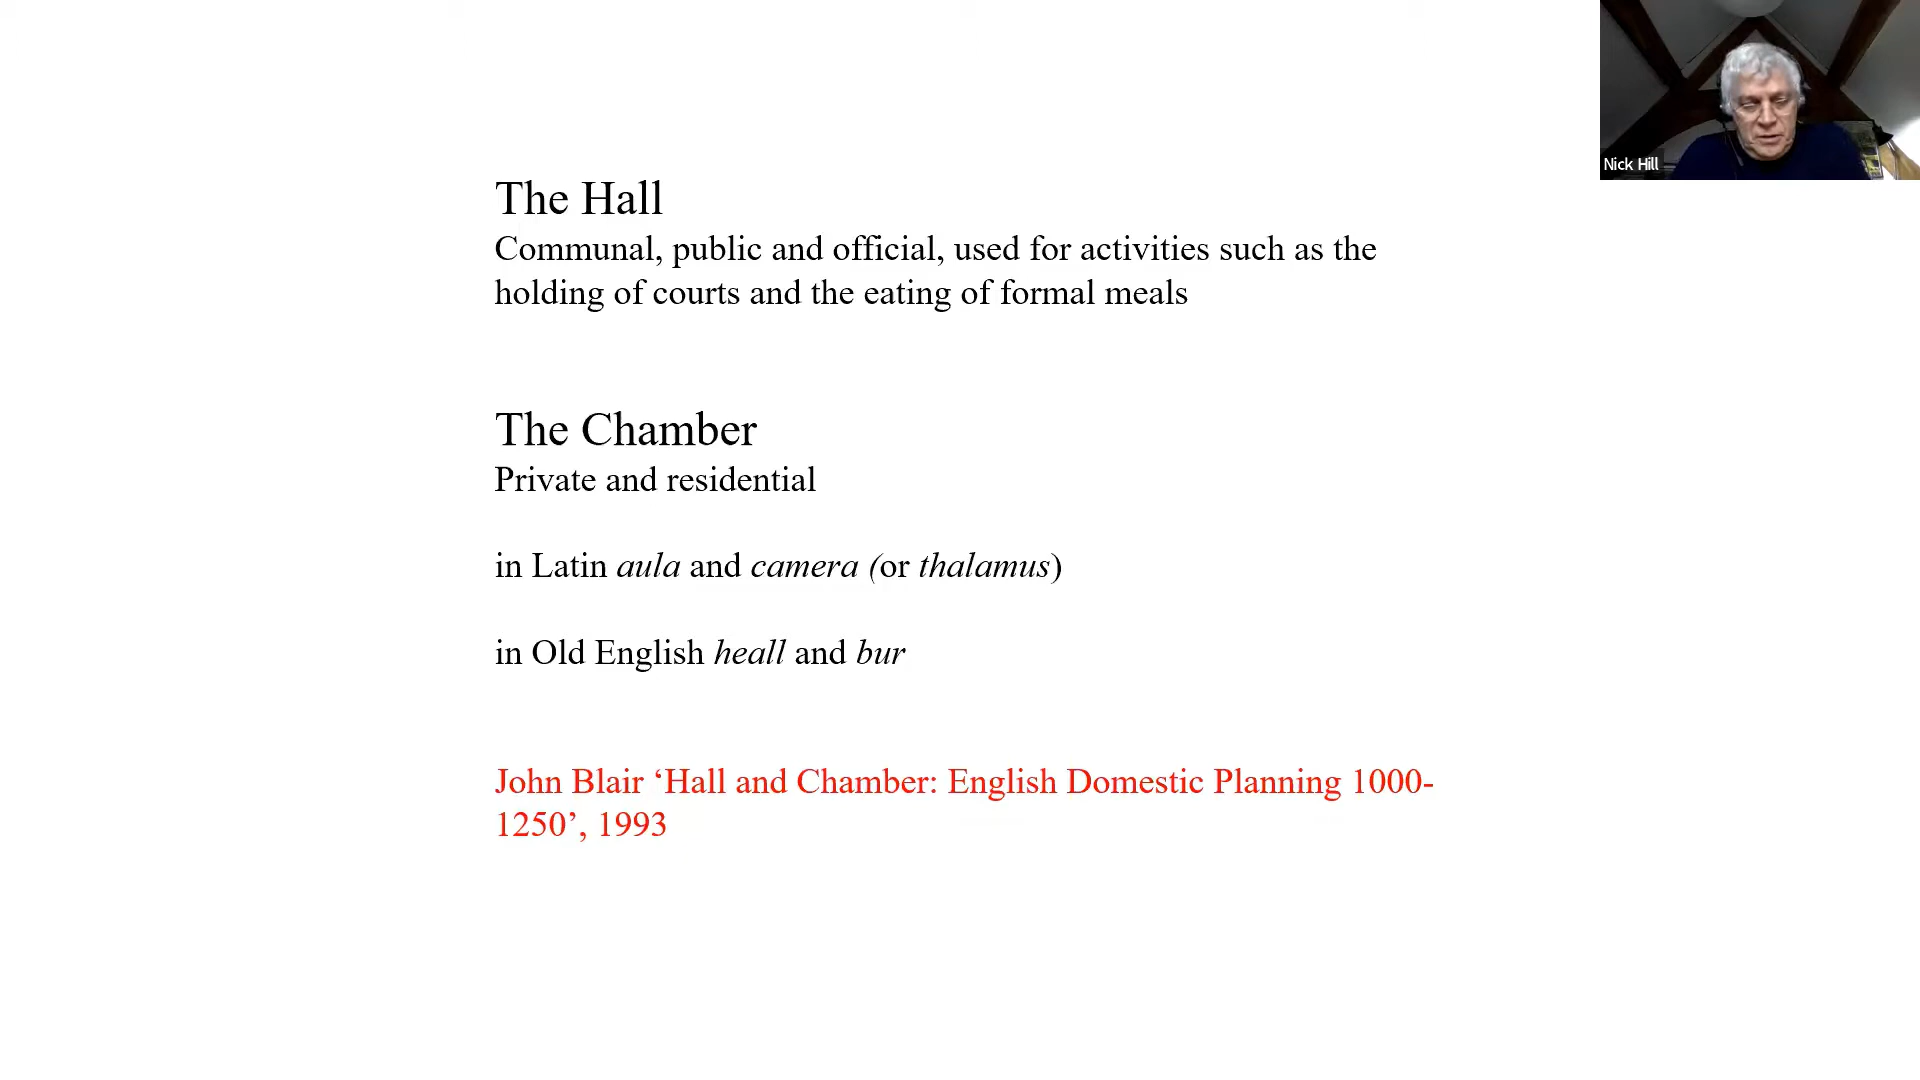 The Hall
Communal, public and official, used for activities such as the
holding of courts and the eating of formal meals
The Chamber
Private and residential
in Latin aula and camera (or thalamus)
in Old English heall and bur
John Blair ‘Hall and Chamber: English Domestic Planning 1000-
1250’, 1993
Nick Hill